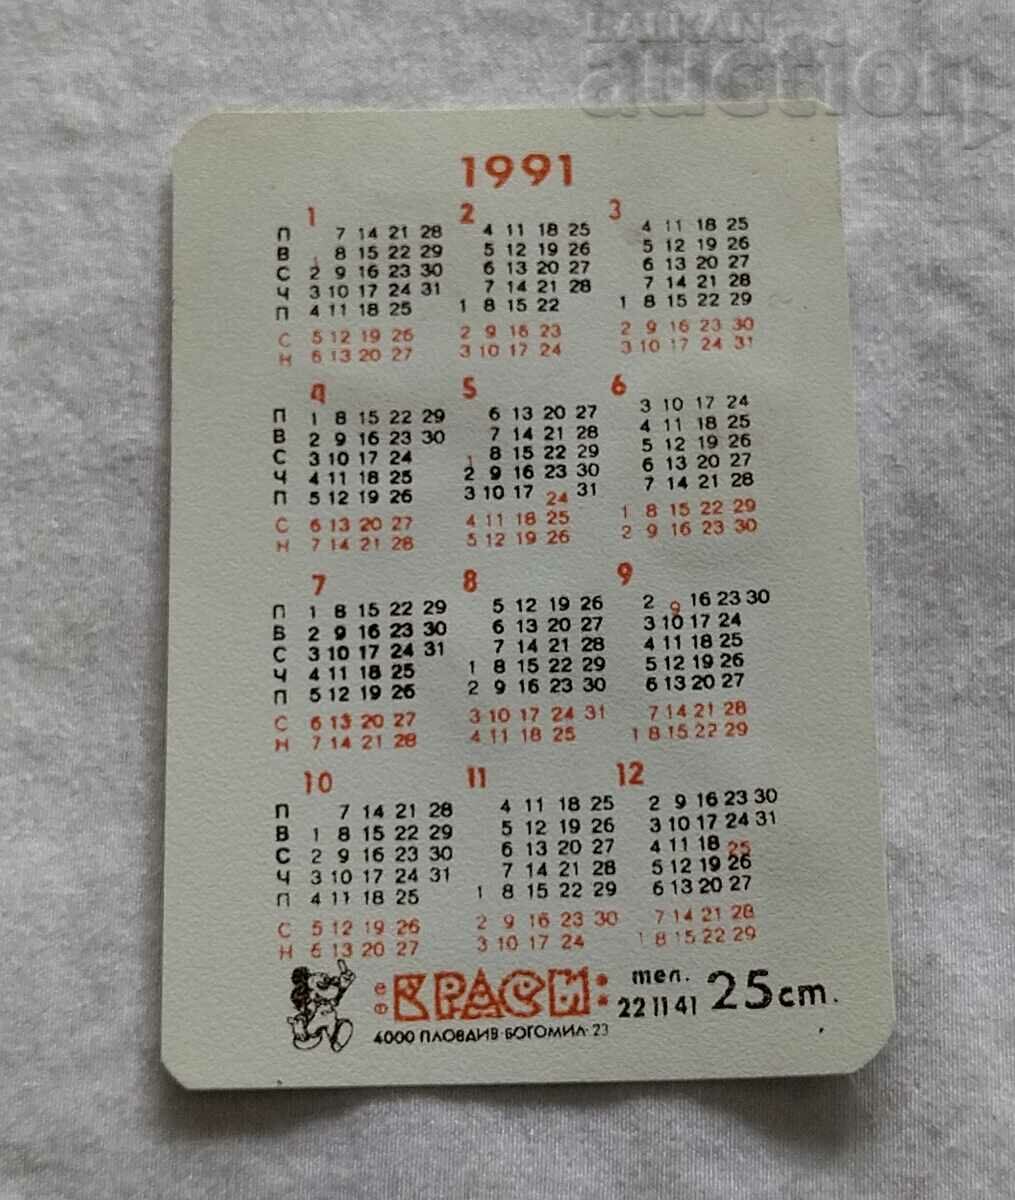 auction
1991
1 2 3
П 7 14 21 28 4 11 18 25 4 11 18 25
В 1 8 15 22 29 5 12 19 26 5 12 19 26
С 2 9 16 23 30 6 13 20 27 6 13 20 27
Ч 3 10 17 24 31 7 14 21 28 7 14 21 28
П 4 11 18 25 1 8 15 22 1 8 15 22 29
С 5 12 19 26 2 9 16 23 2 9 16 23 30
Н 6 13 20 27 3 10 17 24 3 10 17 24 31
4 5 6
П 1 8 15 22 29 6 13 20 27 3 10 17 24
В 2 9 16 23 30 7 14 21 28 4 11 18 25
С 3 10 17 24 1 8 15 22 29 5 12 19 26
Ч 4 11 18 25 2 9 16 23 30 6 13 20 27
П 5 12 19 26 3 10 17 24 31 7 14 21 28
С 6 13 20 27 4 11 18 25 1 8 15 22 29
Н 7 14 21 28 5 12 19 26 2 9 16 23 30
7 8 9
П 1 8 15 22 29 5 12 19 26 2 9 16 23 30
В 2 9 16 23 30 6 13 20 27 3 10 17 24
С 3 10 17 24 31 7 14 21 28 4 11 18 25
Ч 4 11 18 25 1 8 15 22 29 5 12 19 26
П 5 12 19 26 2 9 16 23 30 6 13 20 27
С 6 13 20 27 3 10 17 24 31 7 14 21 28
Н 7 14 21 28 4 11 18 25 1 8 15 22 29
10 11 12
П 7 14 21 28 4 11 18 25 2 9 16 23 30
В 1 8 15 22 29 5 12 19 26 3 10 17 24 31
С 2 9 16 23 30 6 13 20 27 4 11 18 25
Ч 3 10 17 24 31 7 14 21 28 5 12 19 26
П 4 11 18 25 1 8 15 22 29 6 13 20 27
С 5 12 19 26 2 9 16 23 30 7 14 21 28
Н 6 13 20 27 3 10 17 24 1 8 15 22 29
КРАСИ тел. 22 11 41 25 ст.
4000 ПЛОВДИВ·БОГОМИЛ·23